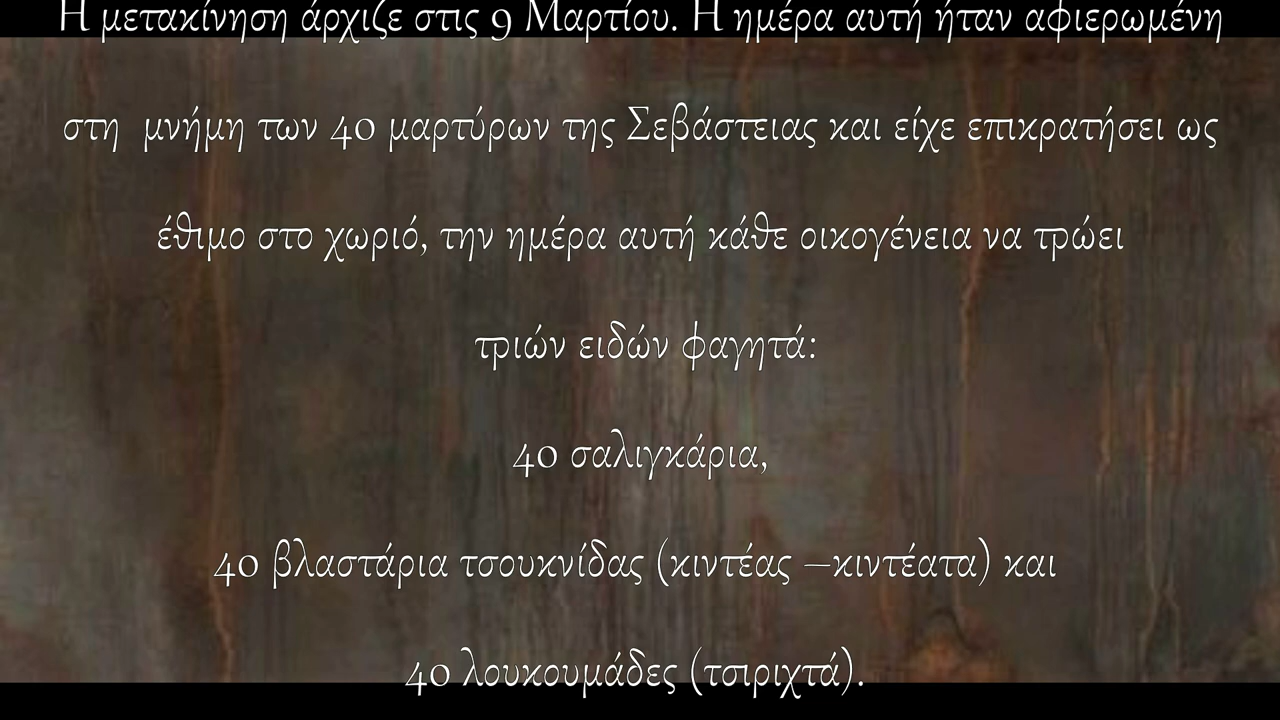 Η μετακίνηση άρχιζε στις 9 Μαρτίου. Η ημέρα αυτή ήταν αφιερωμένη
στη μνήμη των 40 μαρτύρων της Σεβάστειας και είχε επικρατήσει ως
έθιμο στο χωριό, την ημέρα αυτή κάθε οικογένεια να τρώει
τριών ειδών φαγητά:
40 σαλιγκάρια,
40 βλαστάρια τσουκνίδας (κιντέας –κιντέατα) και
40 λουκουμάδες (τσιριχτά).